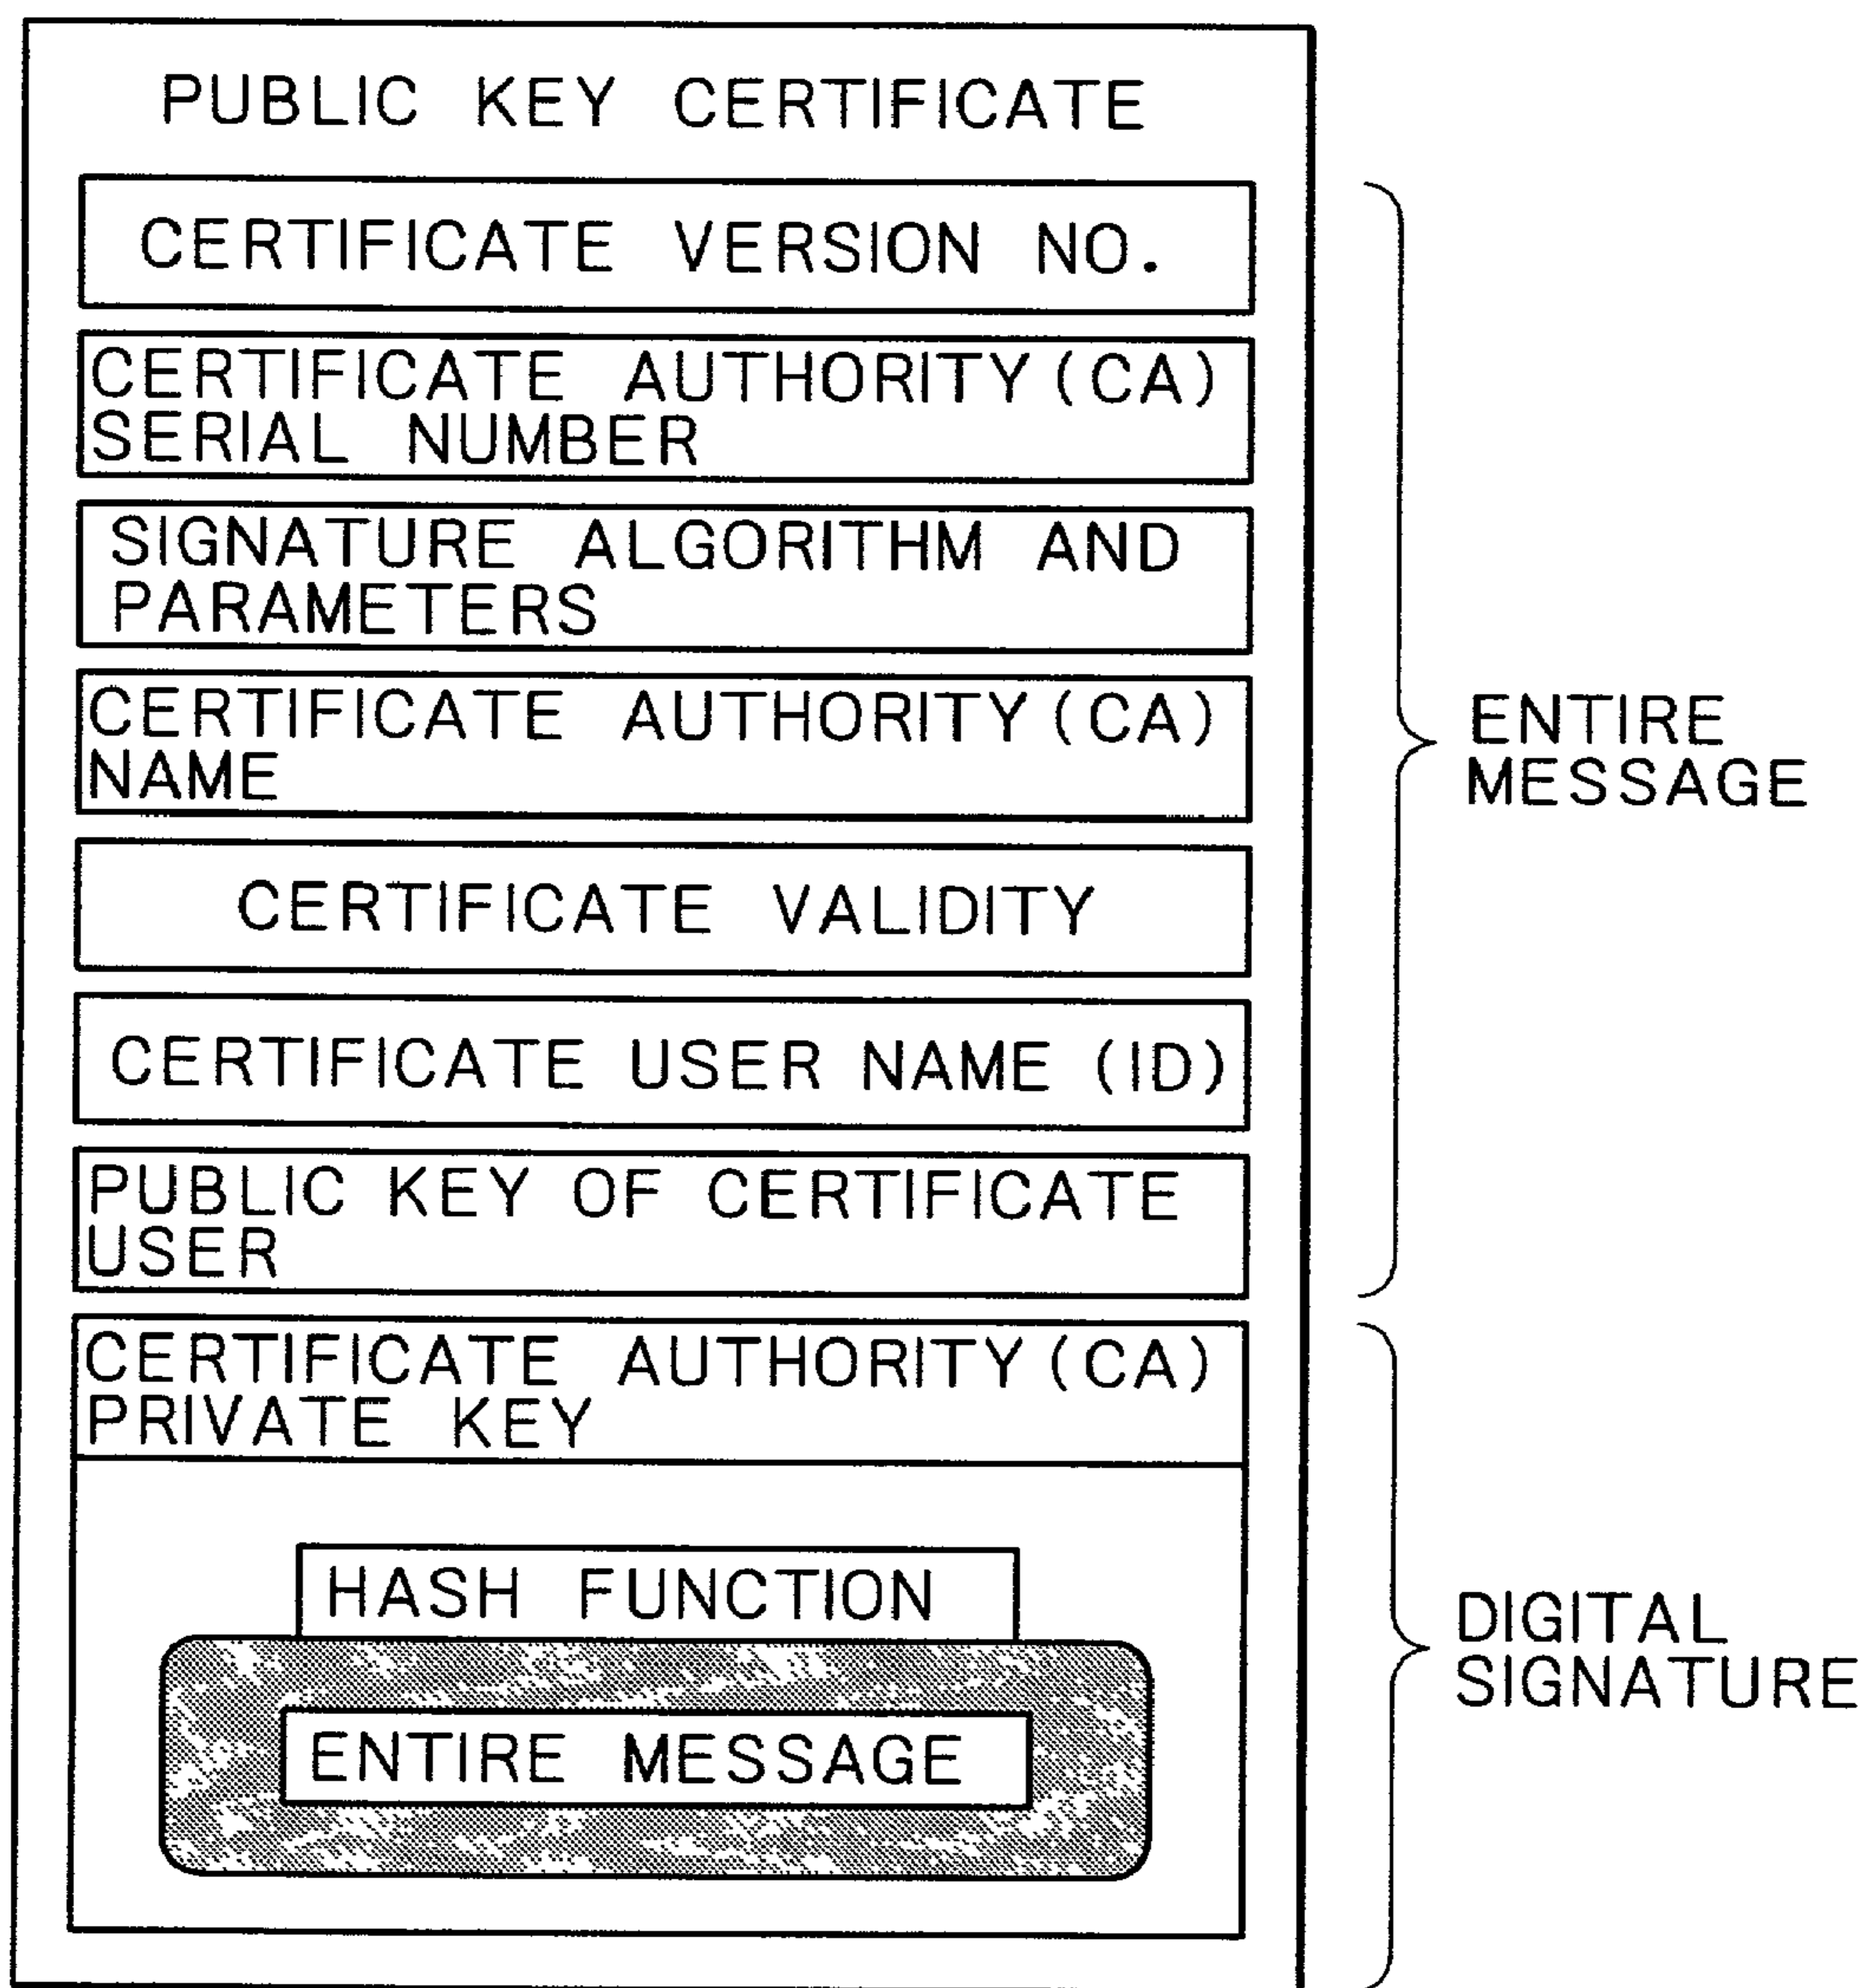 PUBLIC KEY CERTIFICATE
CERTIFICATE VERSION NO.
CERTIFICATE AUTHORITY(CA)
SERIAL NUMBER
SIGNATURE ALGORITHM AND
PARAMETERS
CERTIFICATE AUTHORITY(CA)
NAME
CERTIFICATE VALIDITY
CERTIFICATE USER NAME (ID)
PUBLIC KEY OF CERTIFICATE
USER
ENTIRE
MESSAGE
CERTIFICATE AUTHORITY(CA)
PRIVATE KEY
HASH FUNCTION
ENTIRE MESSAGE
DIGITAL
SIGNATURE